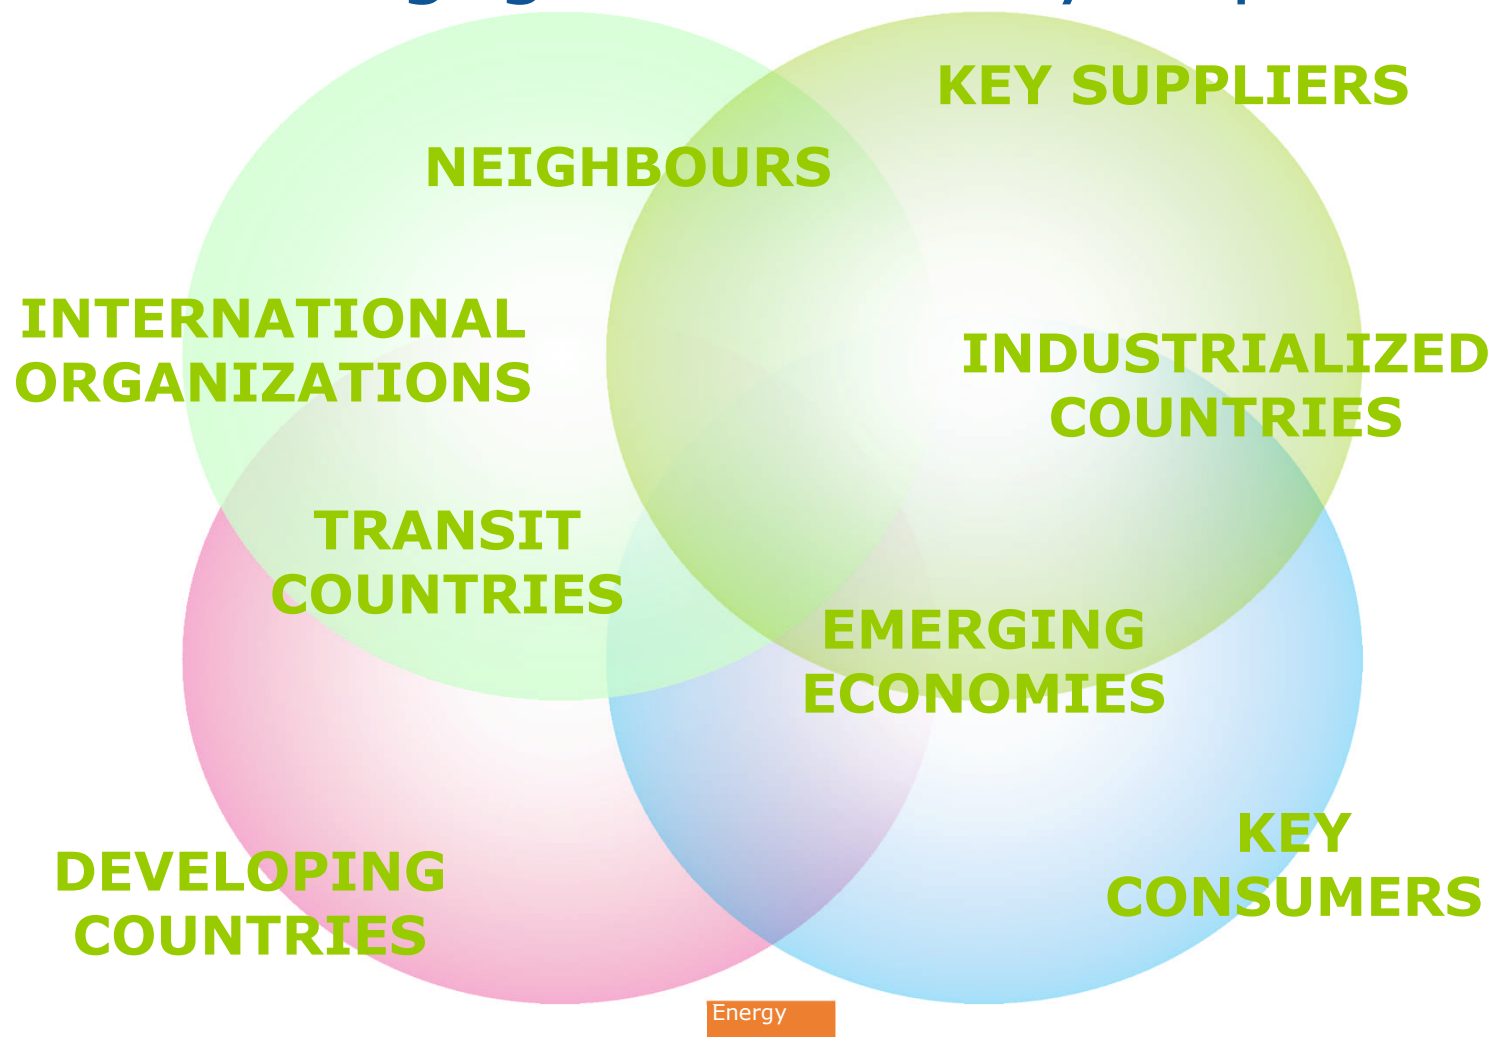 KEY SUPPLIERS
NEIGHBOURS
INTERNATIONAL
ORGANIZATIONS
INDUSTRIALIZED
COUNTRIES
TRANSIT
COUNTRIES
EMERGING
ECONOMIES
KEY
CONSUMERS
DEVELOPING
COUNTRIES
Energy